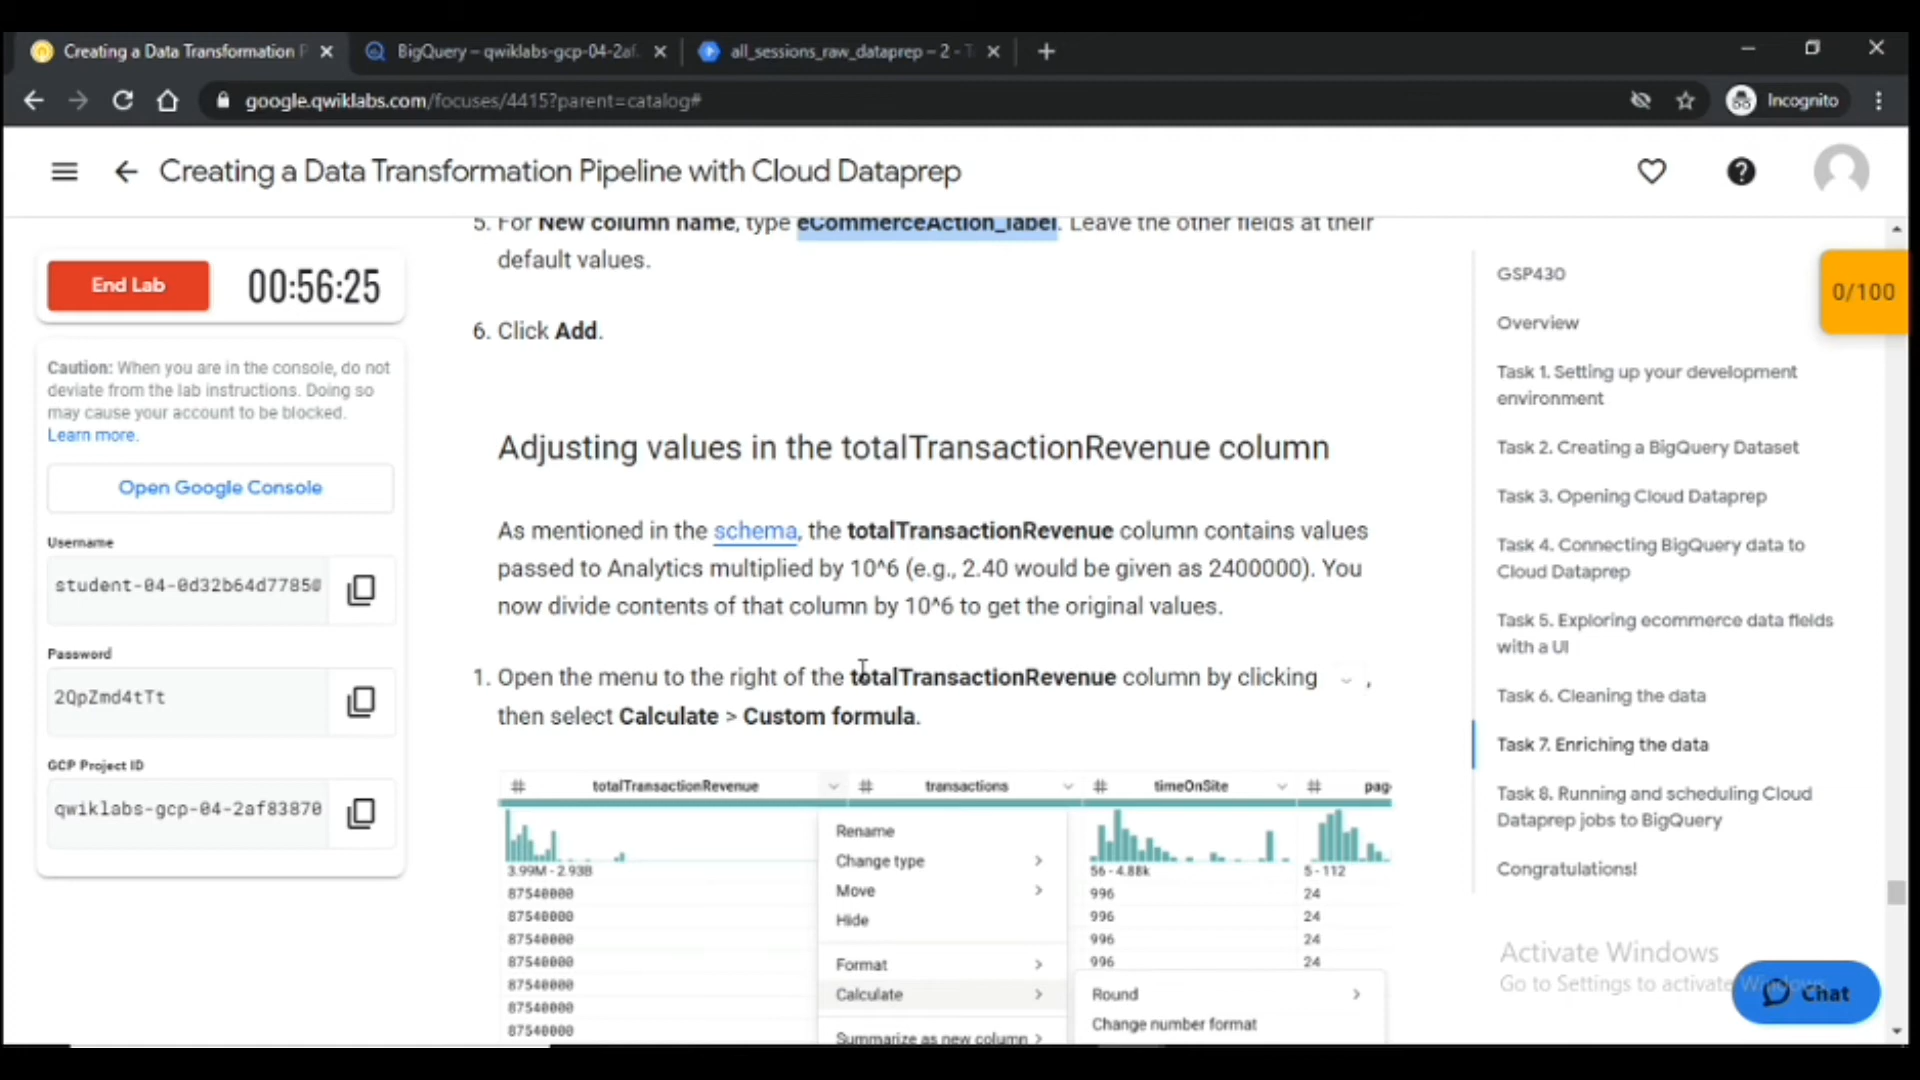 Creating a Data Transformation P
BigQuery – qwiklabs-gcp-04-2af
all_sessions_raw_dataprep – 2 - T
google.qwiklabs.com/focuses/4415?parent=catalog#
Incognito
Creating a Data Transformation Pipeline with Cloud Dataprep
End Lab
00:56:25
Caution: When you are in the console, do not
deviate from the lab instructions. Doing so
may cause your account to be blocked.
Learn more.
Open Google Console
Username
student-04-0d32b64d7785@
Password
2QpZmd4tTt
GCP Project ID
qwiklabs-gcp-04-2af83870
5. For New column name, type eCommerceAction_label. Leave the other fields at their
default values.
6. Click Add.
Adjusting values in the totalTransactionRevenue column
As mentioned in the schema, the totalTransactionRevenue column contains values
passed to Analytics multiplied by 10^6 (e.g., 2.40 would be given as 2400000). You
now divide contents of that column by 10^6 to get the original values.
1. Open the menu to the right of the totalTransactionRevenue column by clicking ,
then select Calculate > Custom formula.
# totalTransactionRevenue # transactions # timeOnSite # pag
3.99M - 2.93B
56 - 4.88k
5 - 112
87540000
87540000
87540000
87540000
87540000
87540000
87540000
Rename
Change type
Move
Hide
Format
Calculate
Summarize as new column
996
996
996
996
24
24
24
24
Round
Change number format
GSP430
Overview
Task 1. Setting up your development
environment
Task 2. Creating a BigQuery Dataset
Task 3. Opening Cloud Dataprep
Task 4. Connecting BigQuery data to
Cloud Dataprep
Task 5. Exploring ecommerce data fields
with a UI
Task 6. Cleaning the data
Task 7. Enriching the data
Task 8. Running and scheduling Cloud
Dataprep jobs to BigQuery
Congratulations!
0/100
Activate Windows
Go to Settings to activate Windows.
Chat